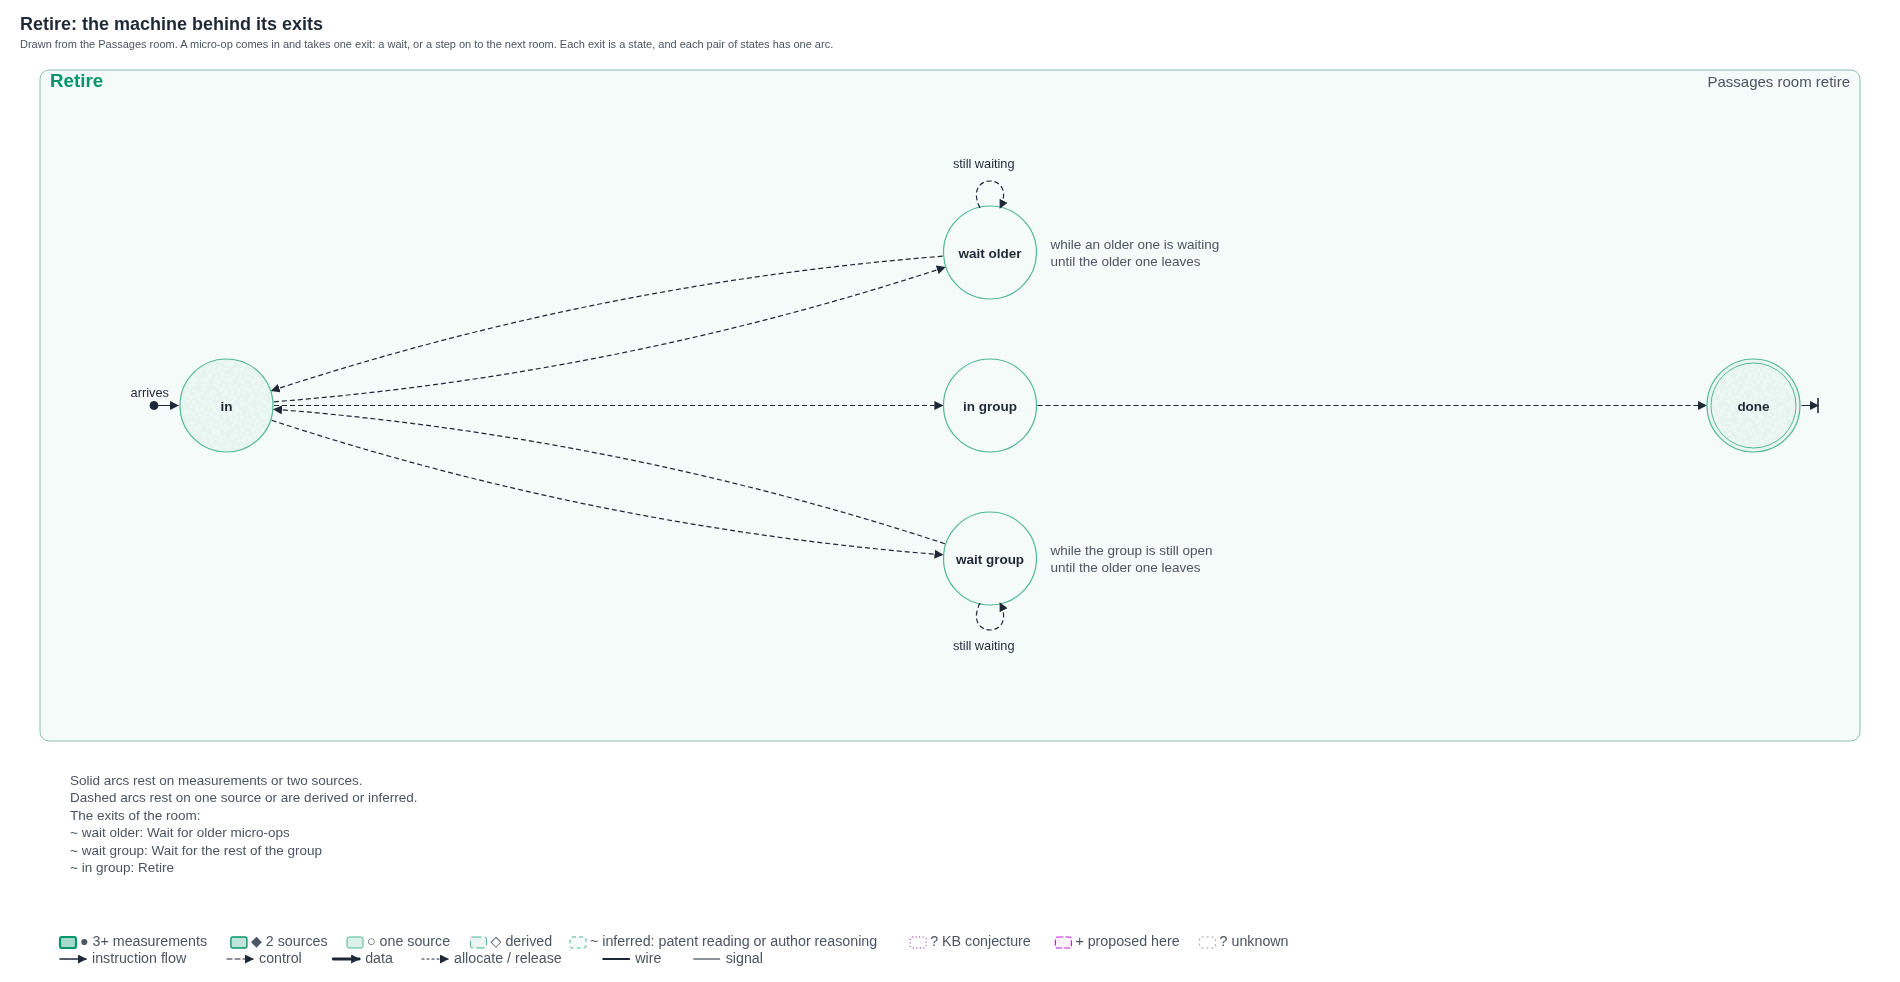 Retire: the machine behind its exits
Drawn from the Passages room. A micro-op comes in and takes one exit: a wait, or a step on to the next room. Each exit is a state, and each pair of states has one arc.
Retire
Passages room retire
still waiting
wait older
while an older one is waiting
until the older one leaves
arrives
in
in group
done
wait group
while the group is still open
until the older one leaves
still waiting
Solid arcs rest on measurements or two sources.
Dashed arcs rest on one source or are derived or inferred.
The exits of the room:
~ wait older: Wait for older micro-ops
~ wait group: Wait for the rest of the group
~ in group: Retire
● 3+ measurements ◆ 2 sources ○ one source ◇ derived ~ inferred: patent reading or author reasoning ? KB conjecture + proposed here ? unknown
instruction flow control data allocate / release wire signal